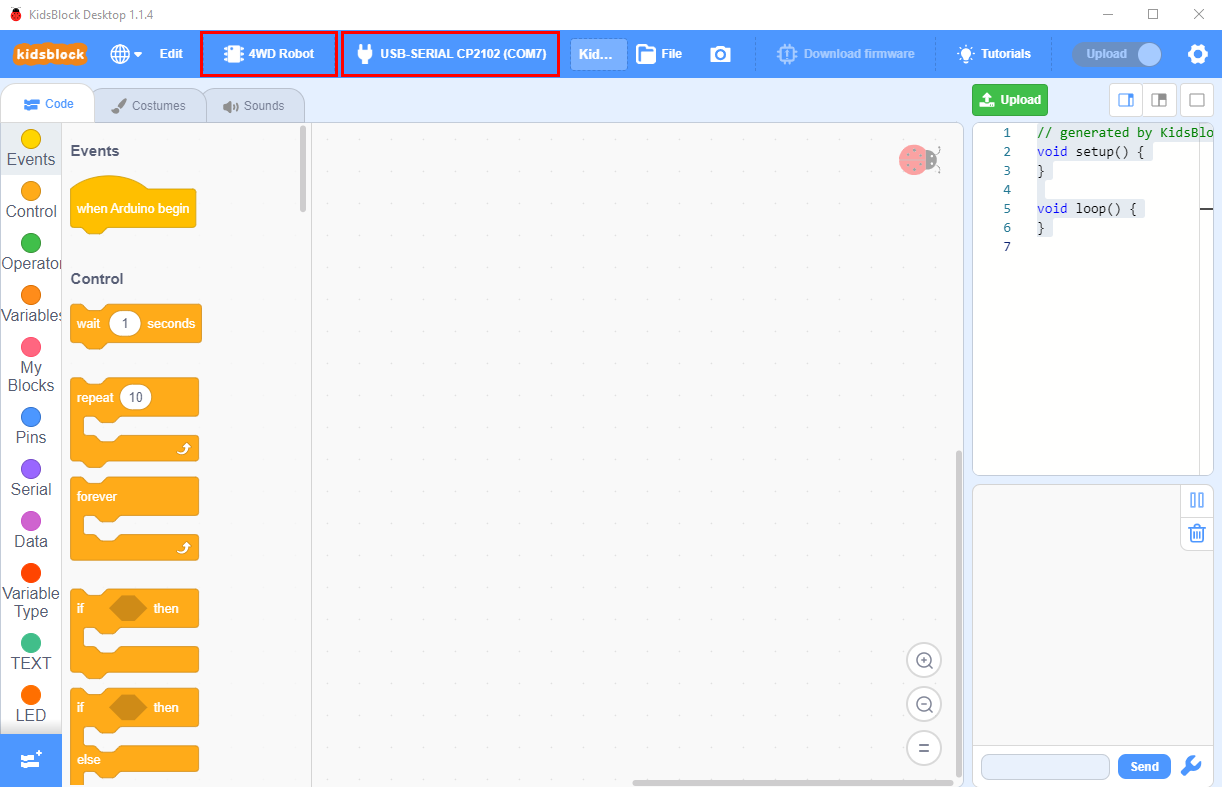 KidsBlock Desktop 1.1.4
kidsblock
Edit
4WD Robot
USB-SERIAL CP2102 (COM7)
Kid...
File
Download firmware
Tutorials
Upload
Code
Costumes
Sounds
Upload
Events
Control
Operator
Variables
My
Blocks
Pins
Serial
Data
Variable
Type
TEXT
LED
Events
when Arduino begin
Control
wait 1 seconds
repeat 10
forever
if then
if then
else
1 // generated by KidsBlo
2 void setup() {
3 }
4
5 void loop() {
6 }
7
Send